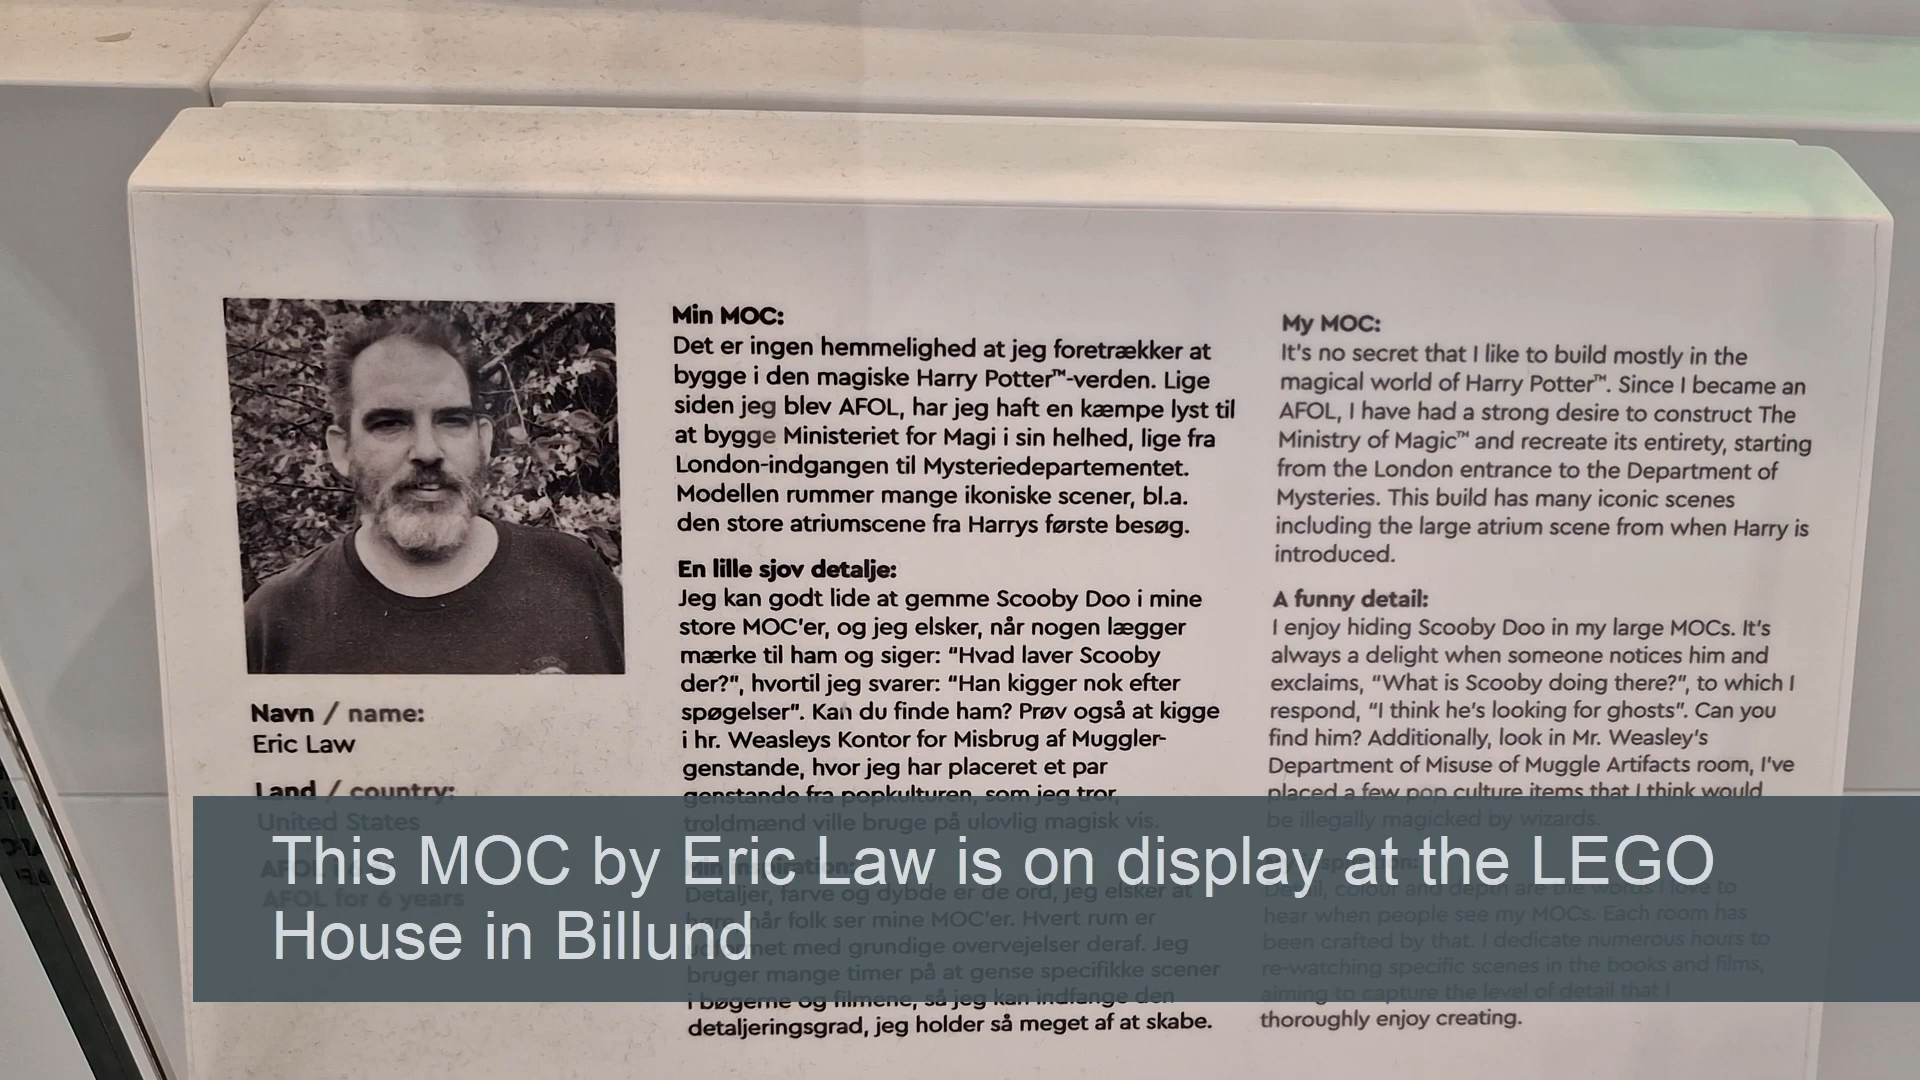 Min MOC:
Det er ingen hemmelighed at jeg foretrækker at
bygge i den magiske Harry Potter™-verden. Lige
siden jeg blev AFOL, har jeg haft en kæmpe lyst til
at bygge Ministeriet for Magi i sin helhed, lige fra
London-indgangen til Mysteriedepartementet.
Modellen rummer mange ikoniske scener, bl.a.
den store atriumscene fra Harrys første besøg.
En lille sjov detalje:
Jeg kan godt lide at gemme Scooby Doo i mine
store MOC'er, og jeg elsker, når nogen lægger
mærke til ham og siger: “Hvad laver Scooby
der?”, hvortil jeg svarer: “Han kigger nok efter
spøgelser”. Kan du finde ham? Prøv også at kigge
i hr. Weasleys Kontor for Misbrug af Muggler-
genstande, hvor jeg har placeret et par
genstande fra popkulturen, som jeg tror,
troldmænd ville bruge på ulovlig magisk vis.
Min inspiration:
Detaljer, farve og dybde er de ord, jeg elsker at
høre, når folk ser mine MOC'er. Hvert rum er
udformet med grundige overvejelser deraf. Jeg
bruger mange timer på at gense specifikke scener
i bøgerne og filmene, så jeg kan indfange den
detaljeringsgrad, jeg holder så meget af at skabe.
My MOC:
It's no secret that I like to build mostly in the
magical world of Harry Potter™. Since I became an
AFOL, I have had a strong desire to construct The
Ministry of Magic™ and recreate its entirety, starting
from the London entrance to the Department of
Mysteries. This build has many iconic scenes
including the large atrium scene from when Harry is
introduced.
A funny detail:
I enjoy hiding Scooby Doo in my large MOCs. It's
always a delight when someone notices him and
exclaims, “What is Scooby doing there?”, to which I
respond, “I think he's looking for ghosts”. Can you
find him? Additionally, look in Mr. Weasley's
Department of Misuse of Muggle Artifacts room, I've
placed a few pop culture items that I think would
be illegally magicked by wizards.
My inspiration:
Detail, colour and depth are the words I love to
hear when people see my MOCs. Each room has
been crafted by that. I dedicate numerous hours to
re-watching specific scenes in the books and films,
aiming to capture the level of detail that I
thoroughly enjoy creating.
Navn / name:
Eric Law
Land / country:
United States
AFOL
AFOL for 6 years
This MOC by Eric Law is on display at the LEGO
House in Billund